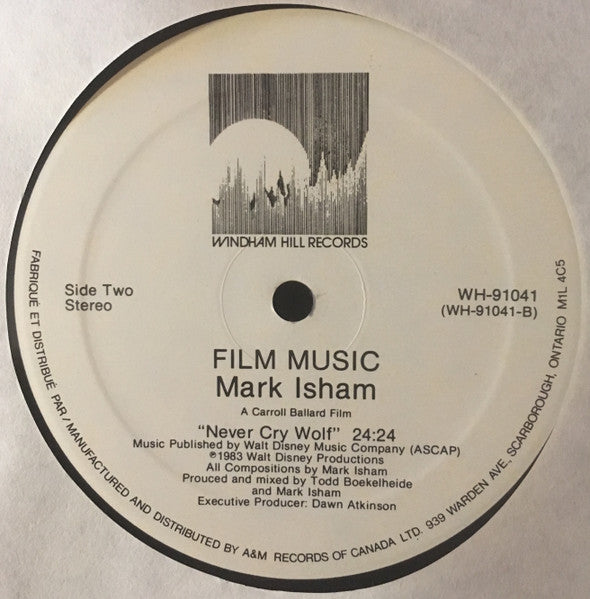 WINDHAM HILL RECORDS
Side Two
Stereo
WH-91041
(WH-91041-B)
FILM MUSIC
Mark Isham
A Carroll Ballard Film
"Never Cry Wolf" 24:24
Music Published by Walt Disney Music Company (ASCAP)
℗1983 Walt Disney Productions
All Compositions by Mark Isham
Prouced and mixed by Todd Boekelheide
and Mark Isham
Executive Producer: Dawn Atkinson
FABRIQUÉ ET DISTRIBUÉ PAR/MANUFACTURED AND DISTRIBUTED BY A&M RECORDS OF CANADA LTD. 939 WARDEN AVE, SCARBOROUGH, ONTARIO M1L 4C5